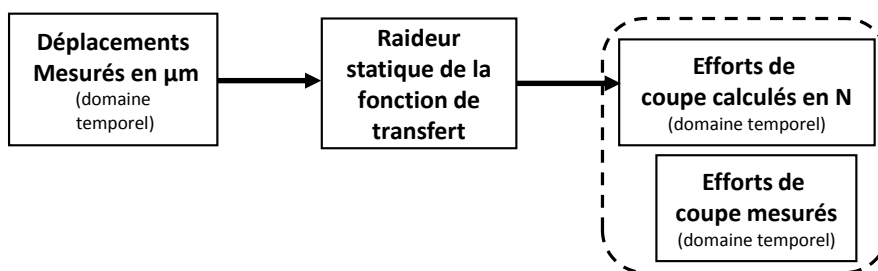 Déplacements
Mesurés en µm
(domaine
temporel)
Raideur
statique de la
fonction de
transfert
Efforts de
coupe calculés en N
(domaine temporel)
Efforts de
coupe mesurés
(domaine temporel)